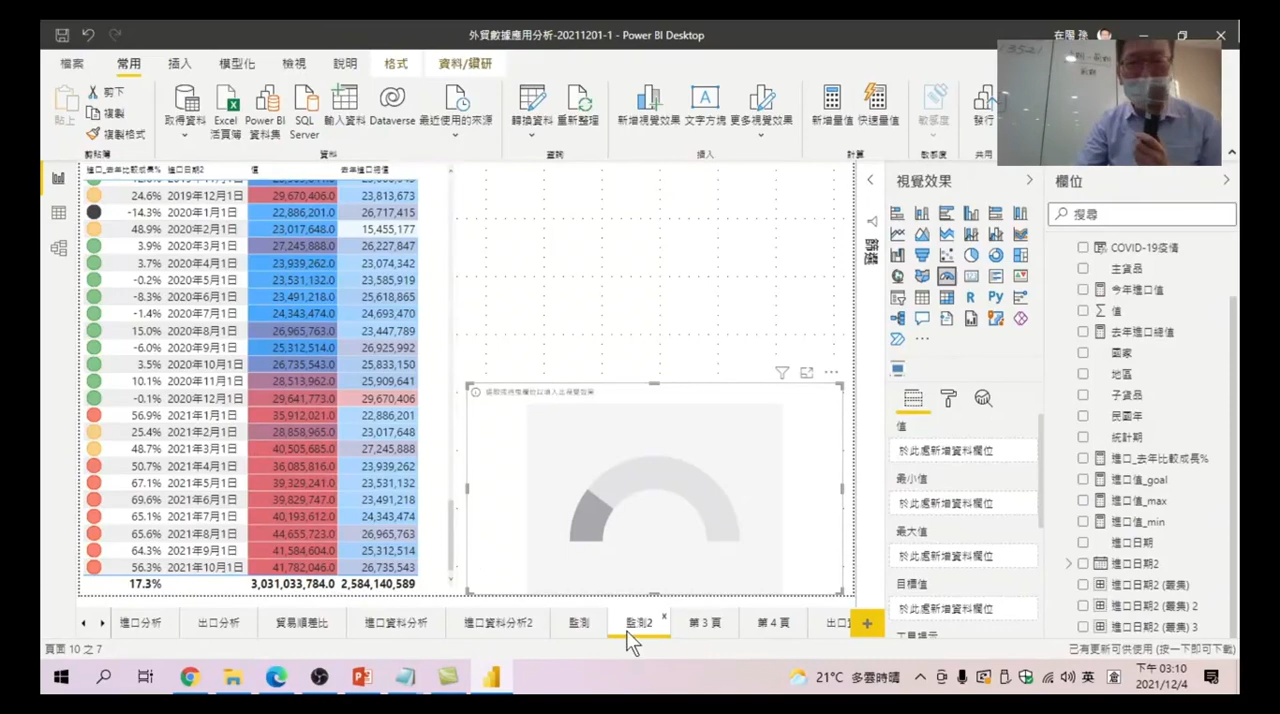 外貿數據應用分析-20211201-1 - Power BI Desktop
檔案 常用 插入 模型化 檢視 說明 格式 資料/鑽研
貼上
剪下
複製
複製格式
剪貼簿
取得資料
Excel 活頁簿
Power BI 資料集
SQL Server
輸入資料
Dataverse
最近使用的來源
資料
轉換資料
重新整理
查詢
新增視覺效果
文字方塊
更多視覺效果
插入
新增量值
快速量值
計算
敏感度
敏感度
發行
共用
進口_去年比較成長% 進口日期2 值 去年進口總值
24.6% 2019年12月1日 29,670,406.0 23,813,673
-14.3% 2020年1月1日 22,886,201.0 26,717,415
48.9% 2020年2月1日 23,017,648.0 15,455,177
3.9% 2020年3月1日 27,245,888.0 26,227,847
3.7% 2020年4月1日 23,939,262.0 23,074,342
-0.2% 2020年5月1日 23,531,132.0 23,585,919
-8.3% 2020年6月1日 23,491,218.0 25,618,865
-1.4% 2020年7月1日 24,343,474.0 24,693,470
15.0% 2020年8月1日 26,965,763.0 23,447,789
-6.0% 2020年9月1日 25,312,514.0 26,925,992
3.5% 2020年10月1日 26,735,543.0 25,833,150
10.1% 2020年11月1日 28,513,962.0 25,909,641
-0.1% 2020年12月1日 29,641,773.0 29,670,406
56.9% 2021年1月1日 35,912,021.0 22,886,201
25.4% 2021年2月1日 28,858,965.0 23,017,648
48.7% 2021年3月1日 40,505,685.0 27,245,888
50.7% 2021年4月1日 36,085,816.0 23,939,262
67.1% 2021年5月1日 39,329,241.0 23,531,132
69.6% 2021年6月1日 39,829,747.0 23,491,218
65.1% 2021年7月1日 40,193,612.0 24,343,474
65.6% 2021年8月1日 44,655,723.0 26,965,763
64.3% 2021年9月1日 41,584,604.0 25,312,514
56.3% 2021年10月1日 41,782,046.0 26,735,543
17.3% 3,031,033,784.0 2,584,140,589
視覺效果
值
於此處新增資料欄位
最小值
於此處新增資料欄位
最大值
於此處新增資料欄位
目標值
於此處新增資料欄位
工具提示
欄位
搜尋
COVID-19疫情
主貨品
今年進口值
值
去年進口總值
國家
地區
子貨品
民國年
統計期
進口_去年比較成長%
進口值_goal
進口值_max
進口值_min
進口日期
進口日期2
進口日期2 (叢集)
進口日期2 (叢集) 2
進口日期2 (叢集) 3
進口分析 出口分析 貿易順差比 進口資料分析 進口資料分析2 監測 監測2 第 3 頁 第 4 頁
頁面 10 之 7
已有更新可供使用 (按一下即可下載)
21°C 多雲時晴
英
下午 03:10
2021/12/4